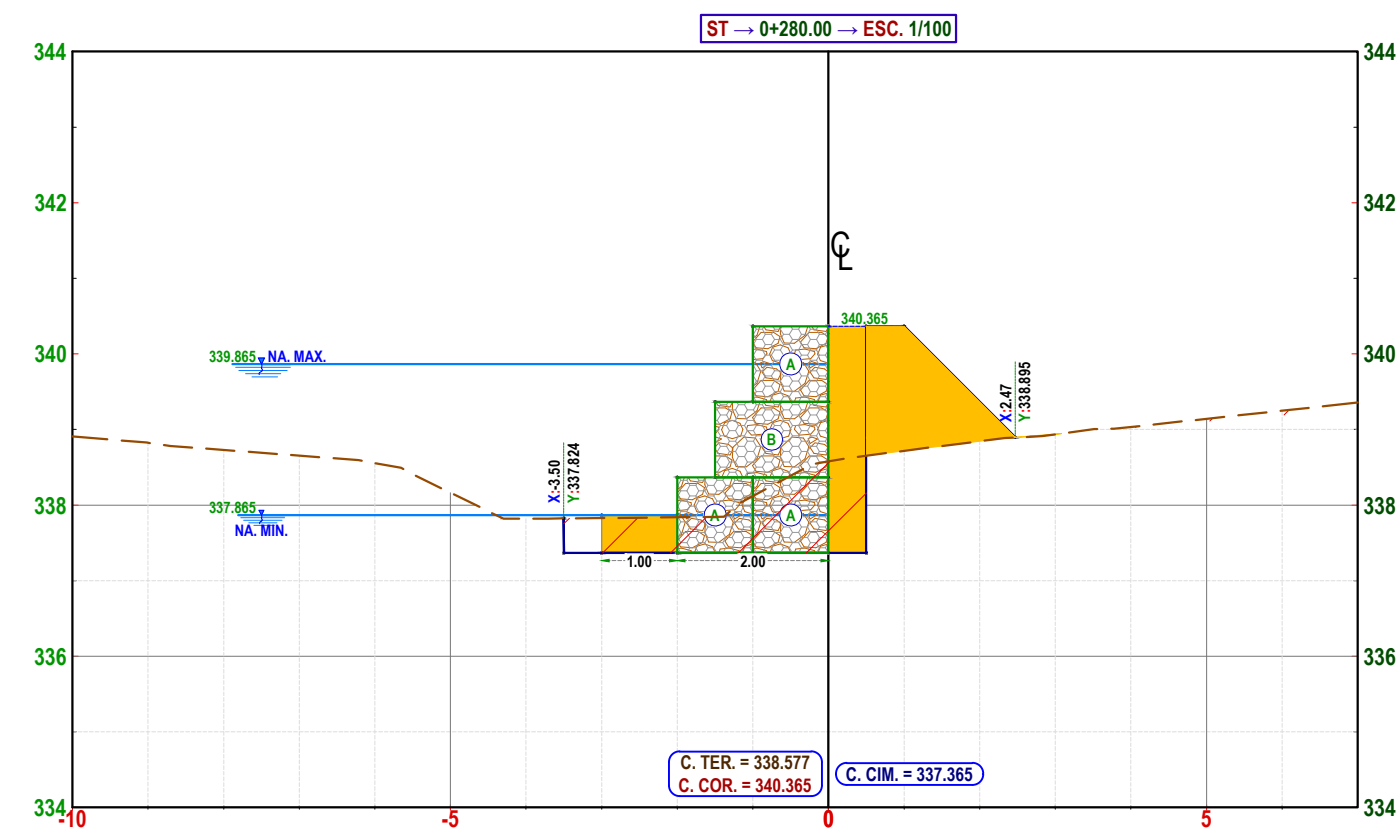 ST → 0+280.00 → ESC. 1/100
344
344
342
342
CL
340.365
340
339.865
NA. MAX.
340
A
X:2.47
Y:338.895
B
X:-3.50
Y:337.824
338
337.865
NA. MIN.
A
A
338
1.00
2.00
336
336
C. TER. = 338.577
C. COR. = 340.365
C. CIM. = 337.365
334
334
-10
-5
0
5